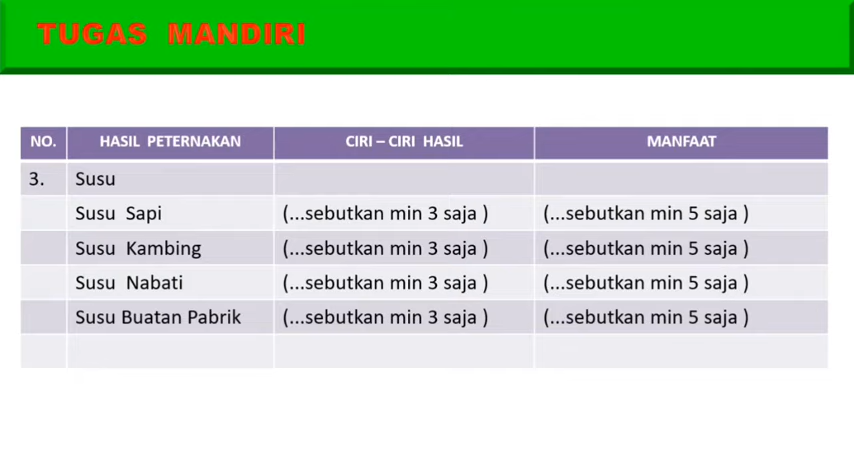 TUGAS MANDIRI
NO. HASIL PETERNAKAN CIRI – CIRI HASIL MANFAAT
3. Susu
Susu Sapi (...sebutkan min 3 saja ) (...sebutkan min 5 saja )
Susu Kambing (...sebutkan min 3 saja ) (...sebutkan min 5 saja )
Susu Nabati (...sebutkan min 3 saja ) (...sebutkan min 5 saja )
Susu Buatan Pabrik (...sebutkan min 3 saja ) (...sebutkan min 5 saja )